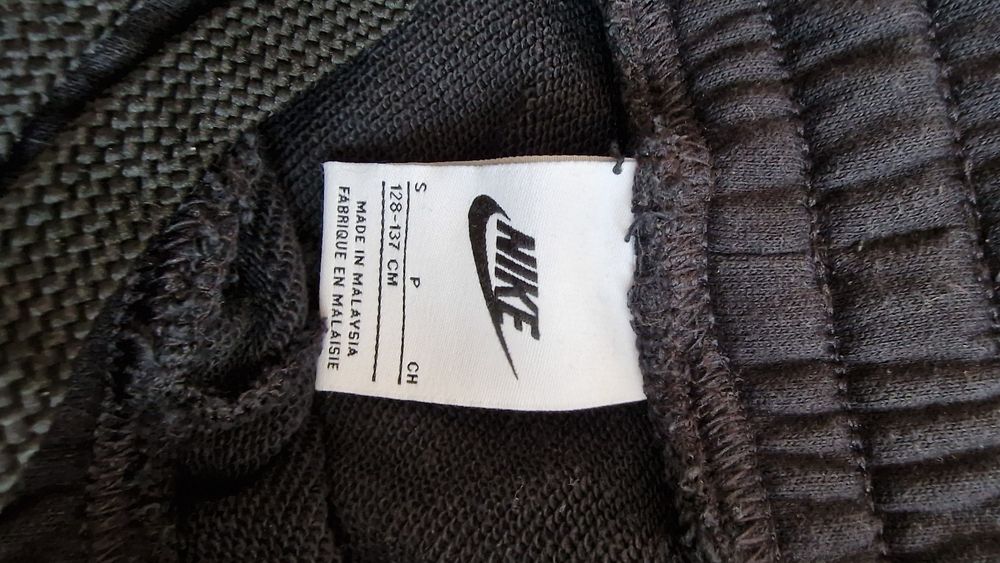 NIKE
S P CH
128-137 CM
MADE IN MALAYSIA
FABRIQUE EN MALAISIE